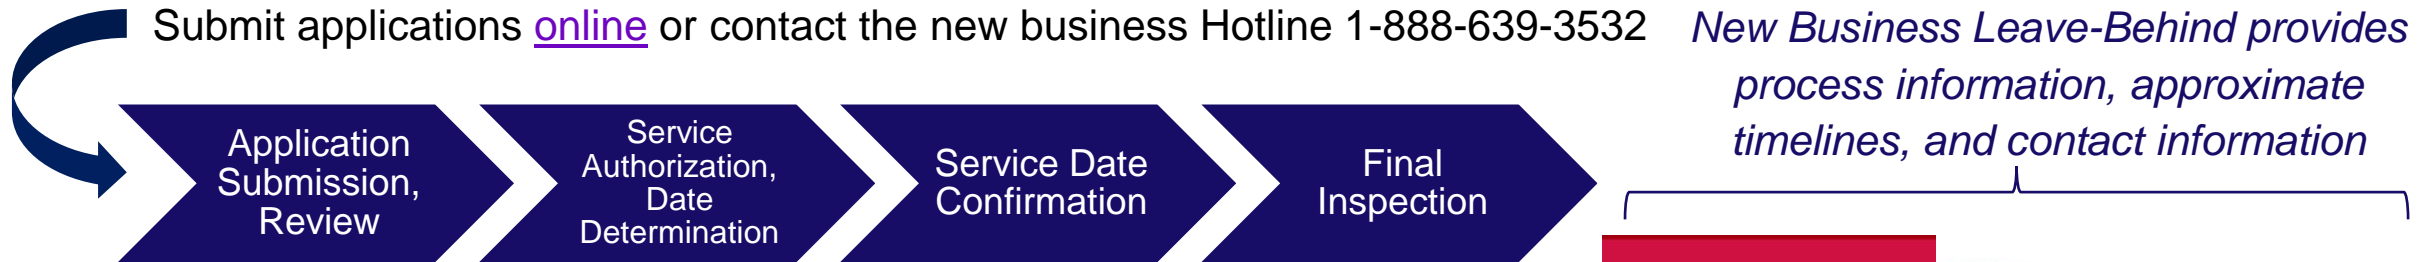 Submit applications online or contact the new business Hotline 1-888-639-3532
New Business Leave-Behind provides
process information, approximate
timelines, and contact information
Application
Submission,
Review
Service
Authorization,
Date
Determination
Service Date
Confirmation
Final
Inspection